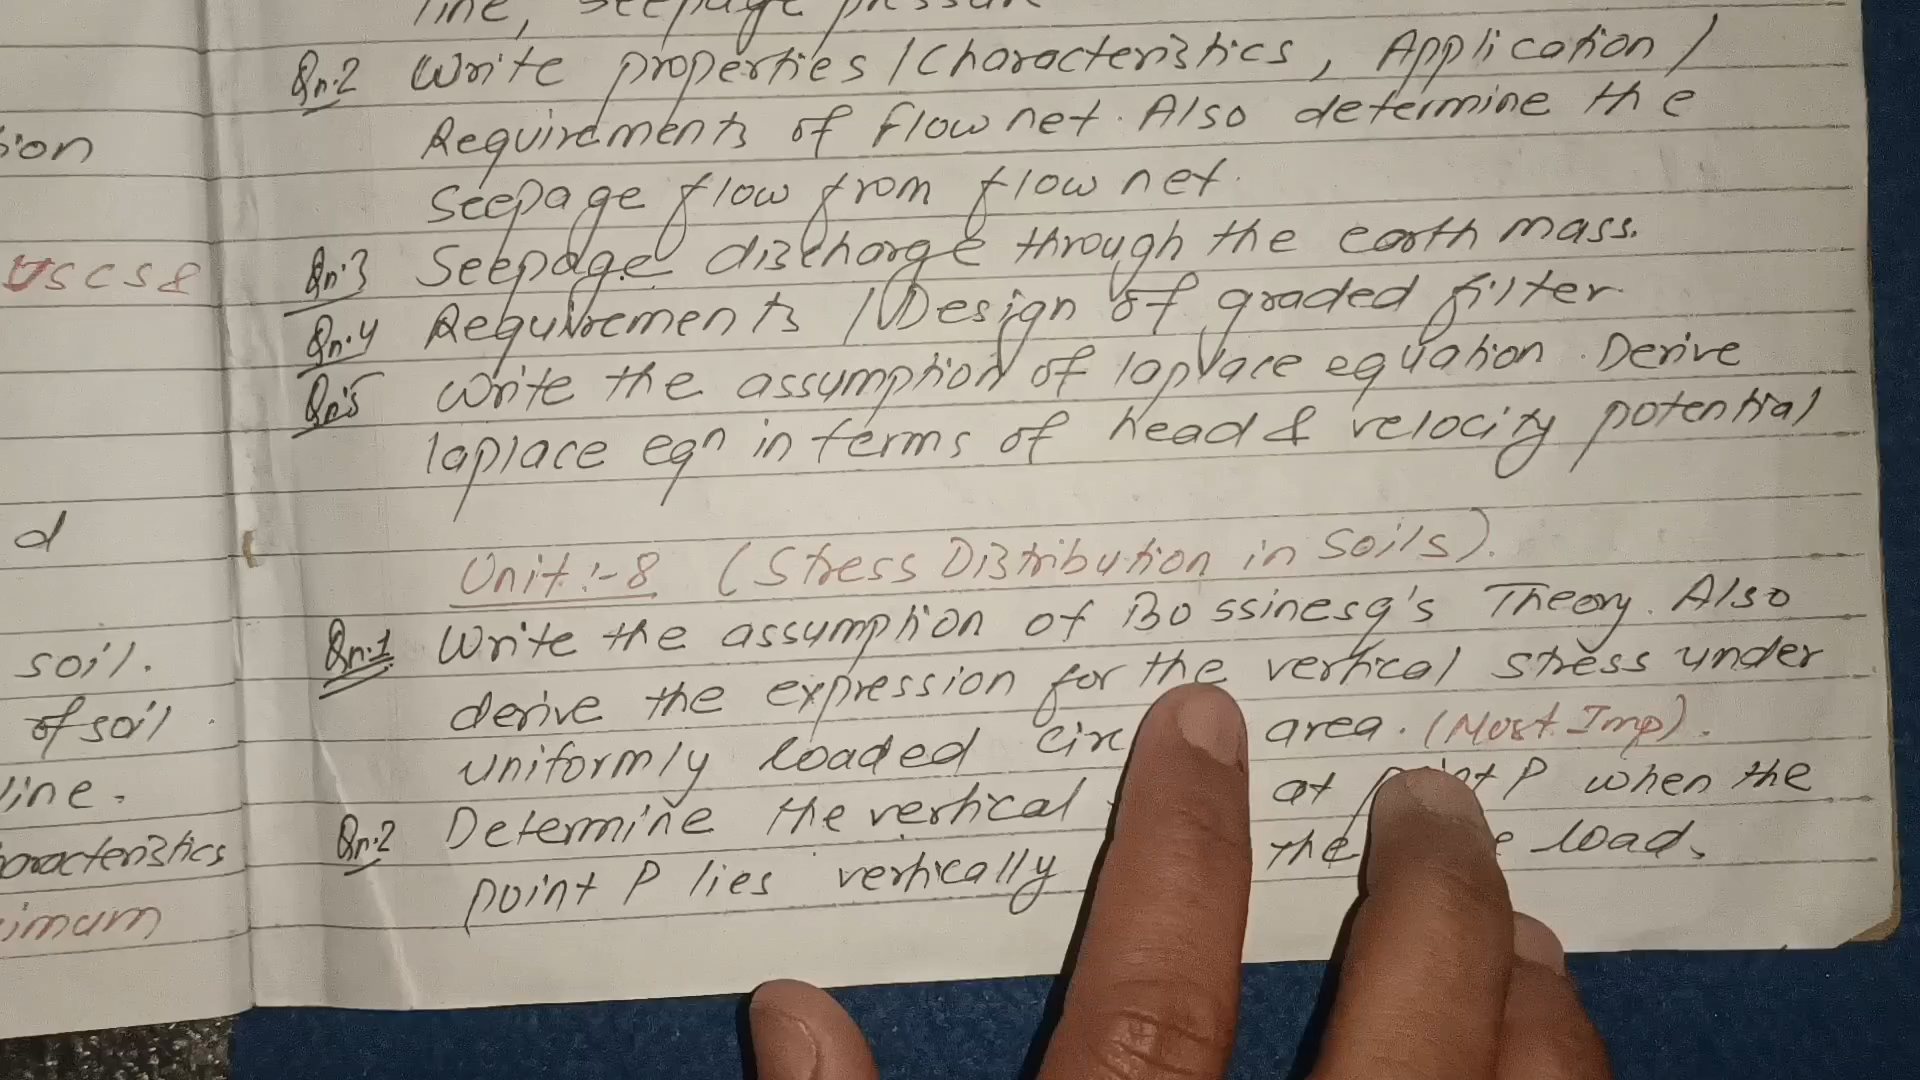 line, seepage pressure
Qn.2 Write properties / Characteristics, Application /
Requirements of flow net. Also determine the
seepage flow from flow net.
Qn.3 Seepage discharge through the earth mass.
Qn.4 Requirements / Design of graded filter.
Qn.5 Write the assumption of laplace equation. Derive
laplace eqn in terms of head & velocity potential
Unit :- 8 (Stress Distribution in Soils).
Qn.1 Write the assumption of Bossinesq's Theory. Also
derive the expression for the vertical stress under
uniformly loaded circ area. (Most Imp).
Qn.2 Determine the vertical at point P when the
point P lies vertically the load.
USCS &
d
soil.
of soil
line.